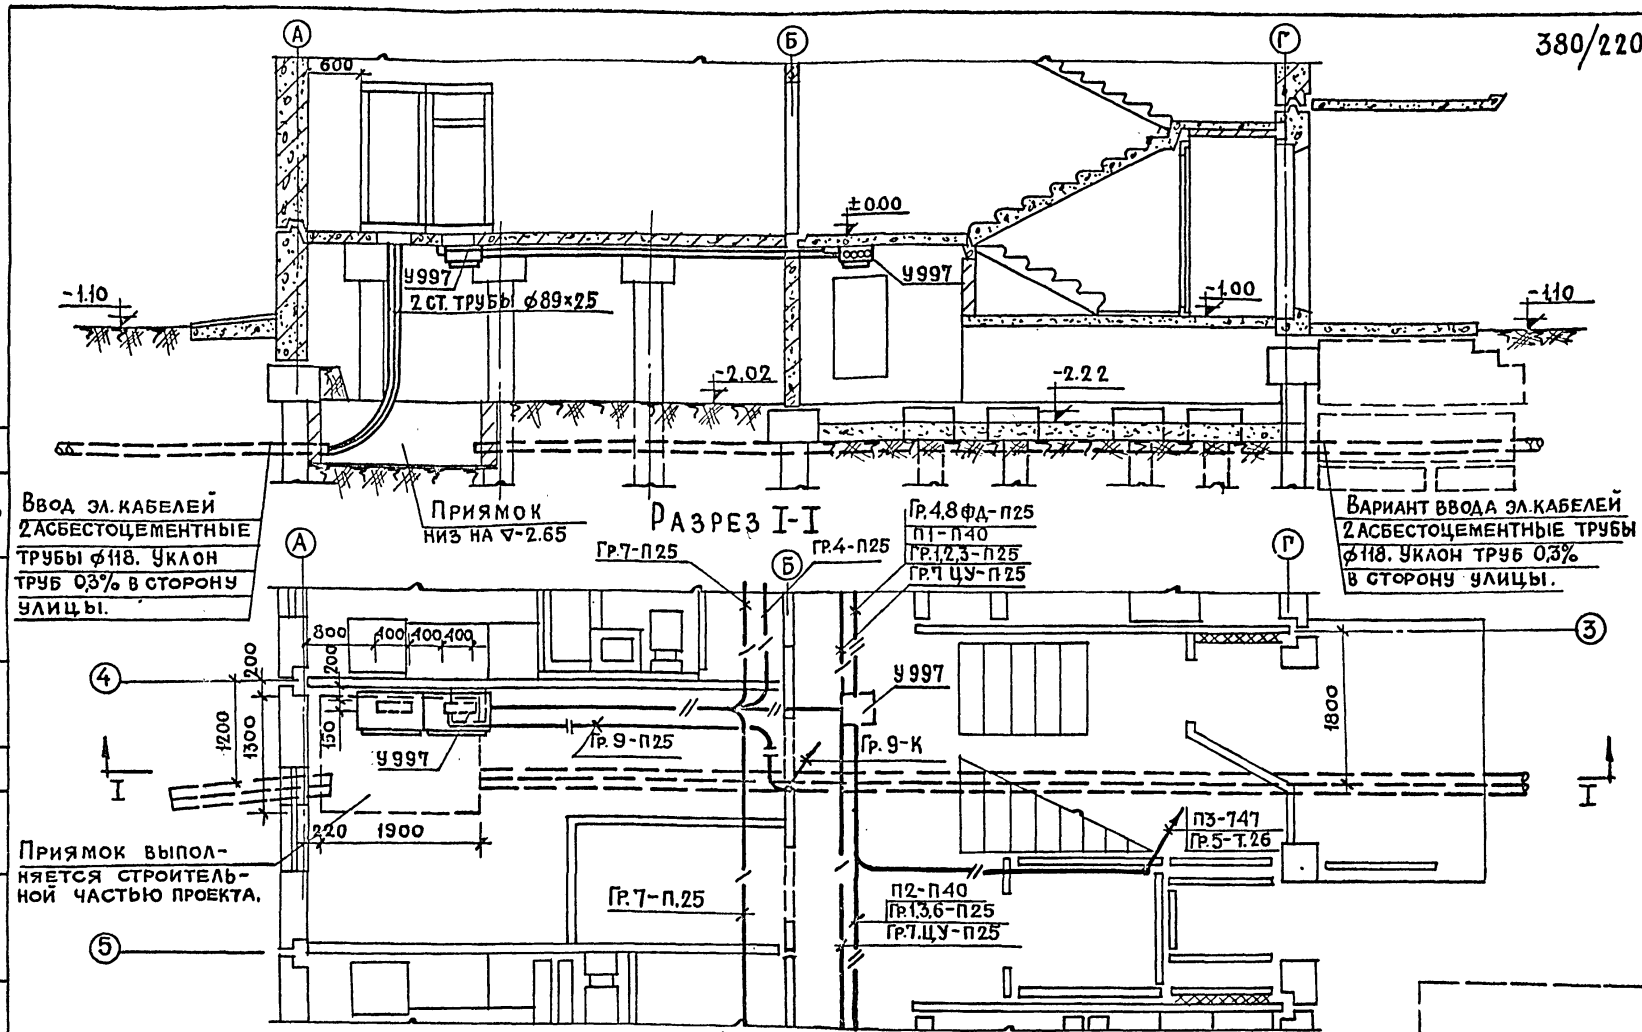 А
Б
Г
380/220
600
±0.00
У997
У997
2 СТ. ТРУБЫ ф89×2.5
-1.10
-1.00
-1.10
-2.02
-2.22
ВВОД ЭЛ.КАБЕЛЕЙ
2 АСБЕСТОЦЕМЕНТНЫЕ
ТРУБЫ ф118. УКЛОН
ТРУБ 0,3% В СТОРОНУ
УЛИЦЫ.
ПРИЯМОК
НИЗ НА ∇-2.65
РАЗРЕЗ I-I
ВАРИАНТ ВВОДА ЭЛ.КАБЕЛЕЙ
2 АСБЕСТОЦЕМЕНТНЫЕ ТРУБЫ
ф118. УКЛОН ТРУБ 0,3%
В СТОРОНУ УЛИЦЫ.
А
Б
Г
ГР.7-П25
ГР.4-П25
ГР.4,8 ФД-П25
П1-П40
ГР.1,2,3-П25
ГР.7 ЦУ-П25
3
4
5
800
400
400
400
200
200
150
1200
1300
1800
У997
У997
ГР.9-П25
ГР.9-К
I
I
220
1900
П3-747
ГР.5-Т.26
ПРИЯМОК ВЫПОЛ-
НЯЕТСЯ СТРОИТЕЛЬ-
НОЙ ЧАСТЬЮ ПРОЕКТА.
ГР.7-П.25
П2-П40
ГР.1,3,6-П25
ГР.7.ЦУ-П25